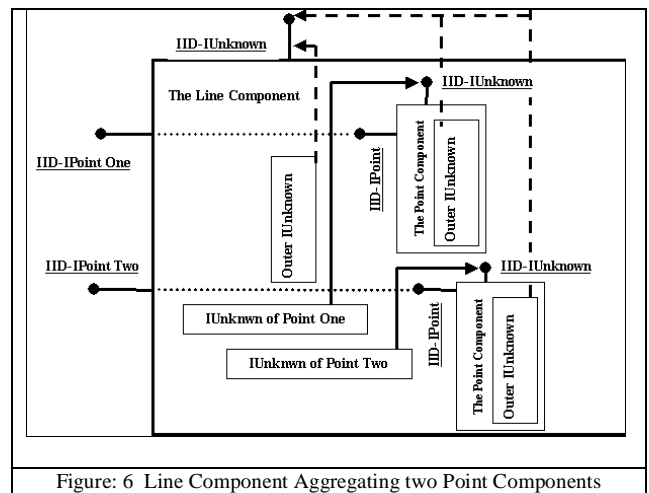 IID-IUnknown
IID-IUnknown
The Line Component
IID-IPoint One
IID-IPoint
The Point Component
Outer IUnknown
Outer IUnknown
IID-IPoint Two
IID-IUnknown
IUnknwn of Point One
IID-IPoint
The Point Component
Outer IUnknown
IUnknwn of Point Two
Figure: 6 Line Component Aggregating two Point Components